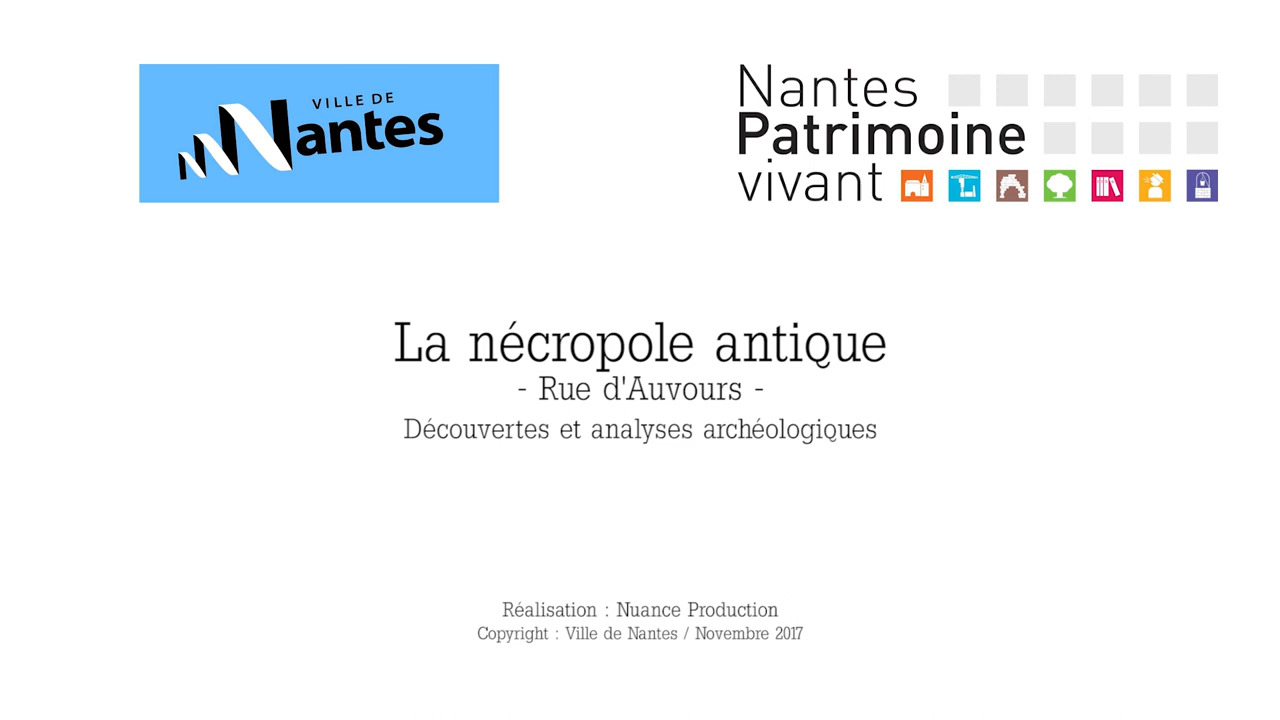 VILLE DE
Nantes
Nantes
Patrimoine
vivant
La nécropole antique
- Rue d'Auvours -
Découvertes et analyses archéologiques
Réalisation : Nuance Production
Copyright : Ville de Nantes / Novembre 2017